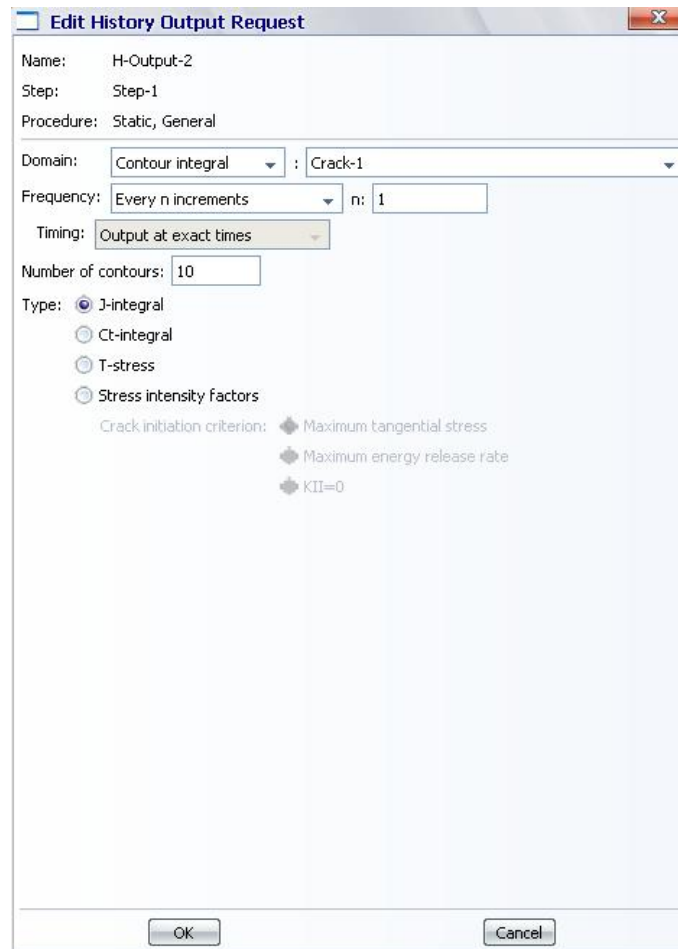 Edit History Output Request
Name: H-Output-2
Step: Step-1
Procedure: Static, General
Domain: Contour integral : Crack-1
Frequency: Every n increments n: 1
Timing: Output at exact times
Number of contours: 10
Type: J-integral
Ct-integral
T-stress
Stress intensity factors
Crack initiation criterion: Maximum tangential stress
Maximum energy release rate
KII=0
OK Cancel